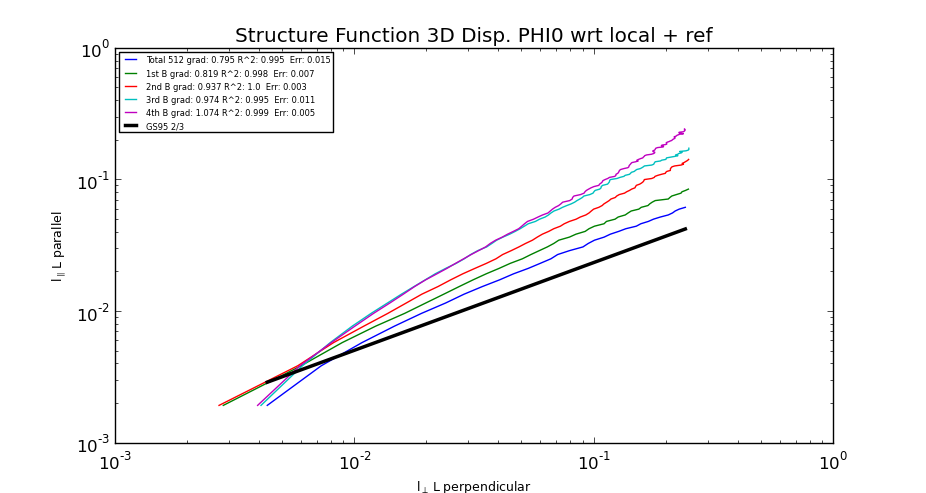 Structure Function 3D Disp. PHI0 wrt local + ref
Total 512 grad: 0.795 R^2: 0.995  Err: 0.015
1st B grad: 0.819 R^2: 0.998  Err: 0.007
2nd B grad: 0.937 R^2: 1.0  Err: 0.003
3rd B grad: 0.974 R^2: 0.995  Err: 0.011
4th B grad: 1.074 R^2: 0.999  Err: 0.005
GS95 2/3
10^0
10^-1
10^-2
10^-3
l_∥ L parallel
10^-3
10^-2
10^-1
10^0
l_⊥ L perpendicular